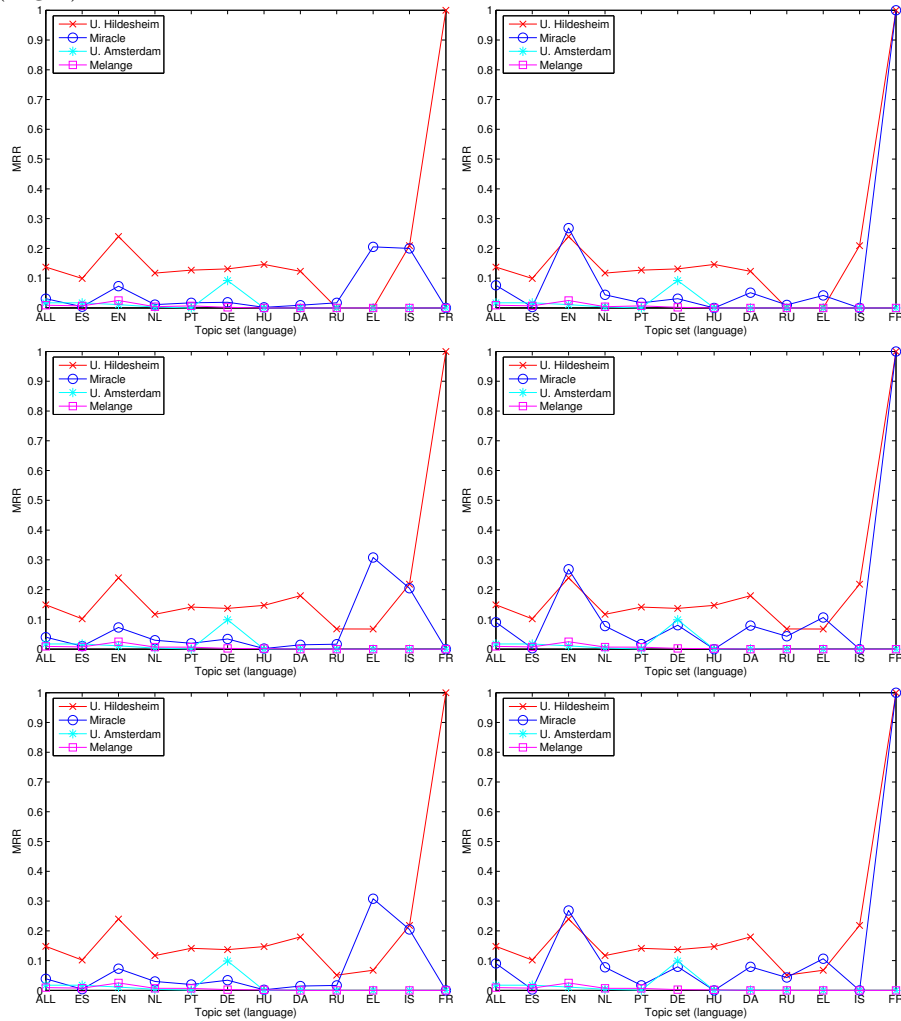 1
0.9
0.8
0.7
0.6
0.5
0.4
0.3
0.2
0.1
0
MRR
U. Hildesheim
Miracle
U. Amsterdam
Melange
ALL ES EN NL PT DE HU DA RU EL IS FR
Topic set (language)
1
0.9
0.8
0.7
0.6
0.5
0.4
0.3
0.2
0.1
0
MRR
U. Hildesheim
Miracle
U. Amsterdam
Melange
ALL ES EN NL PT DE HU DA RU EL IS FR
Topic set (language)
1
0.9
0.8
0.7
0.6
0.5
0.4
0.3
0.2
0.1
0
MRR
U. Hildesheim
Miracle
U. Amsterdam
Melange
ALL ES EN NL PT DE HU DA RU EL IS FR
Topic set (language)
1
0.9
0.8
0.7
0.6
0.5
0.4
0.3
0.2
0.1
0
MRR
U. Hildesheim
Miracle
U. Amsterdam
Melange
ALL ES EN NL PT DE HU DA RU EL IS FR
Topic set (language)
1
0.9
0.8
0.7
0.6
0.5
0.4
0.3
0.2
0.1
0
MRR
U. Hildesheim
Miracle
U. Amsterdam
Melange
ALL ES EN NL PT DE HU DA RU EL IS FR
Topic set (language)
1
0.9
0.8
0.7
0.6
0.5
0.4
0.3
0.2
0.1
0
MRR
U. Hildesheim
Miracle
U. Amsterdam
Melange
ALL ES EN NL PT DE HU DA RU EL IS FR
Topic set (language)